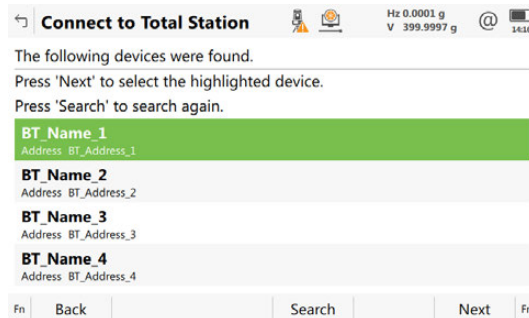 Connect to Total Station
Hz 0.0001 g
V 399.9997 g
@
The following devices were found.
Press 'Next' to select the highlighted device.
Press 'Search' to search again.
BT_Name_1
Address BT_Address_1
BT_Name_2
Address BT_Address_2
BT_Name_3
Address BT_Address_3
BT_Name_4
Address BT_Address_4
Fn Back Search Next